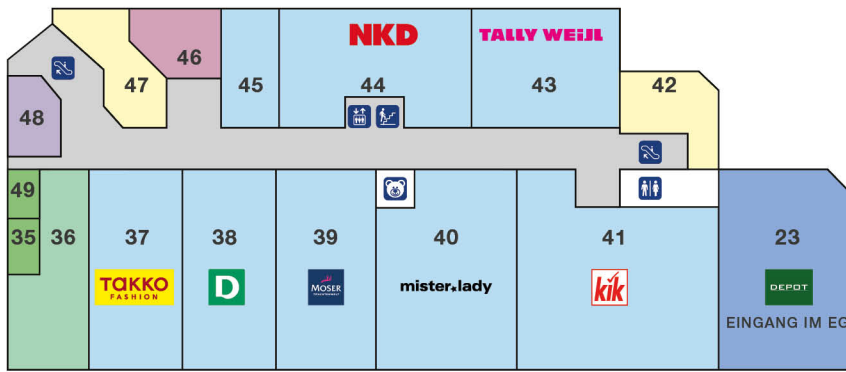 NKD
TALLY WEiJL
46
47
45
44
43
42
48
49
35
36
37
38
39
40
41
23
TAKKO
FASHION
D
MOSER
mister*lady
kik
DEPOT
EINGANG IM EG